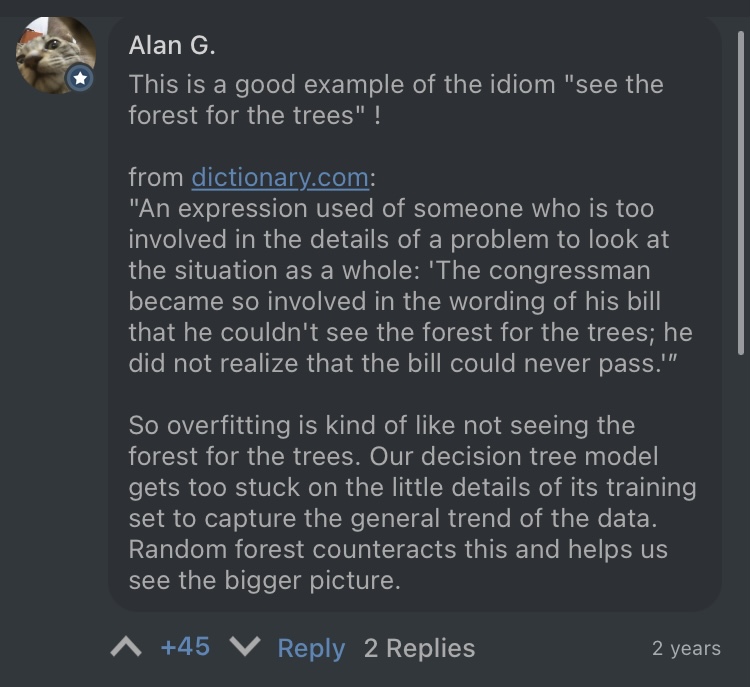 Alan G.
This is a good example of the idiom "see the
forest for the trees" !
from dictionary.com:
"An expression used of someone who is too
involved in the details of a problem to look at
the situation as a whole: 'The congressman
became so involved in the wording of his bill
that he couldn't see the forest for the trees; he
did not realize that the bill could never pass.'”
So overfitting is kind of like not seeing the
forest for the trees. Our decision tree model
gets too stuck on the little details of its training
set to capture the general trend of the data.
Random forest counteracts this and helps us
see the bigger picture.
+45 Reply 2 Replies 2 years